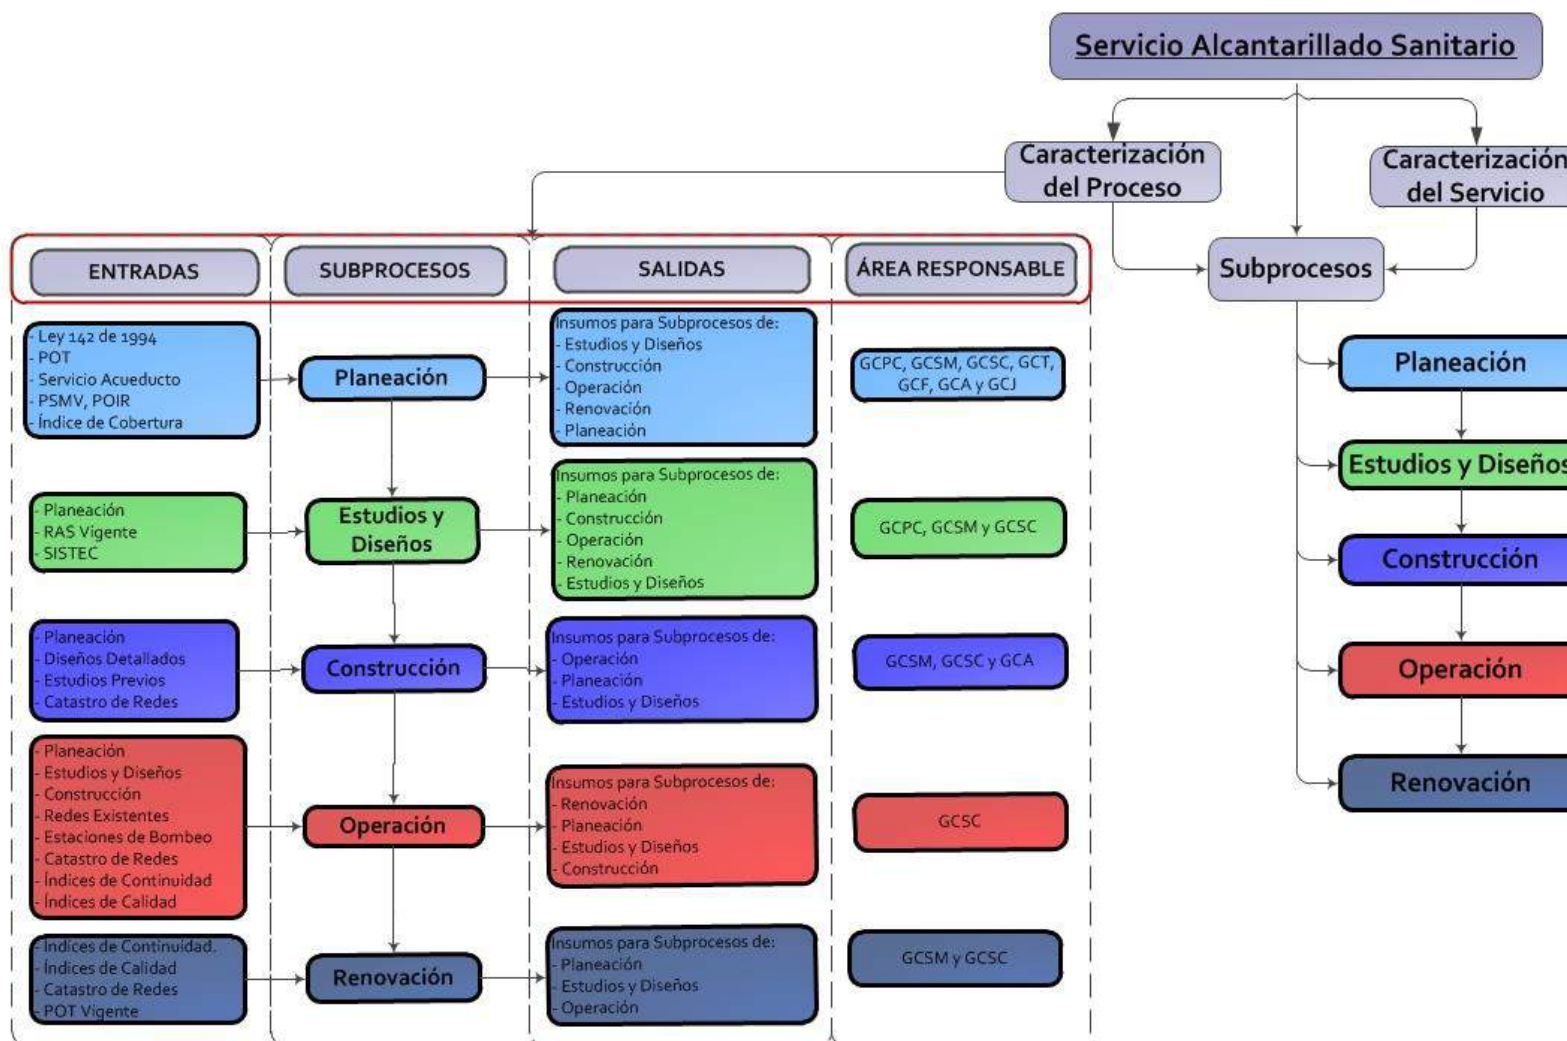 Servicio Alcantarillado Sanitario
Caracterización
del Proceso
Caracterización
del Servicio
Subprocesos
ENTRADAS
SUBPROCESOS
SALIDAS
ÁREA RESPONSABLE
- Ley 142 de 1994
- POT
- Servicio Acueducto
- PSMV, POIR
- Índice de Cobertura
Planeación
Insumos para Subprocesos de:
- Estudios y Diseños
- Construcción
- Operación
- Renovación
- Planeación
GCPC, GCSM, GCSC, GCT,
GCF, GCA y GCJ
- Planeación
- RAS Vigente
- SISTEC
Estudios y
Diseños
Insumos para Subprocesos de:
- Planeación
- Construcción
- Operación
- Renovación
- Estudios y Diseños
GCPC, GCSM y GCSC
- Planeación
- Diseños Detallados
- Estudios Previos
- Catastro de Redes
Construcción
Insumos para Subprocesos de:
- Operación
- Planeación
- Estudios y Diseños
GCSM, GCSC y GCA
- Planeación
- Estudios y Diseños
- Construcción
- Redes Existentes
- Estaciones de Bombeo
- Catastro de Redes
- Índices de Continuidad
- Índices de Calidad
Operación
Insumos para Subprocesos de:
- Renovación
- Planeación
- Estudios y Diseños
- Construcción
GCSC
- Índices de Continuidad.
- Índices de Calidad
- Catastro de Redes
- POT Vigente
Renovación
Insumos para Subprocesos de:
- Planeación
- Estudios y Diseños
- Operación
GCSM y GCSC
Planeación
Estudios y Diseños
Construcción
Operación
Renovación